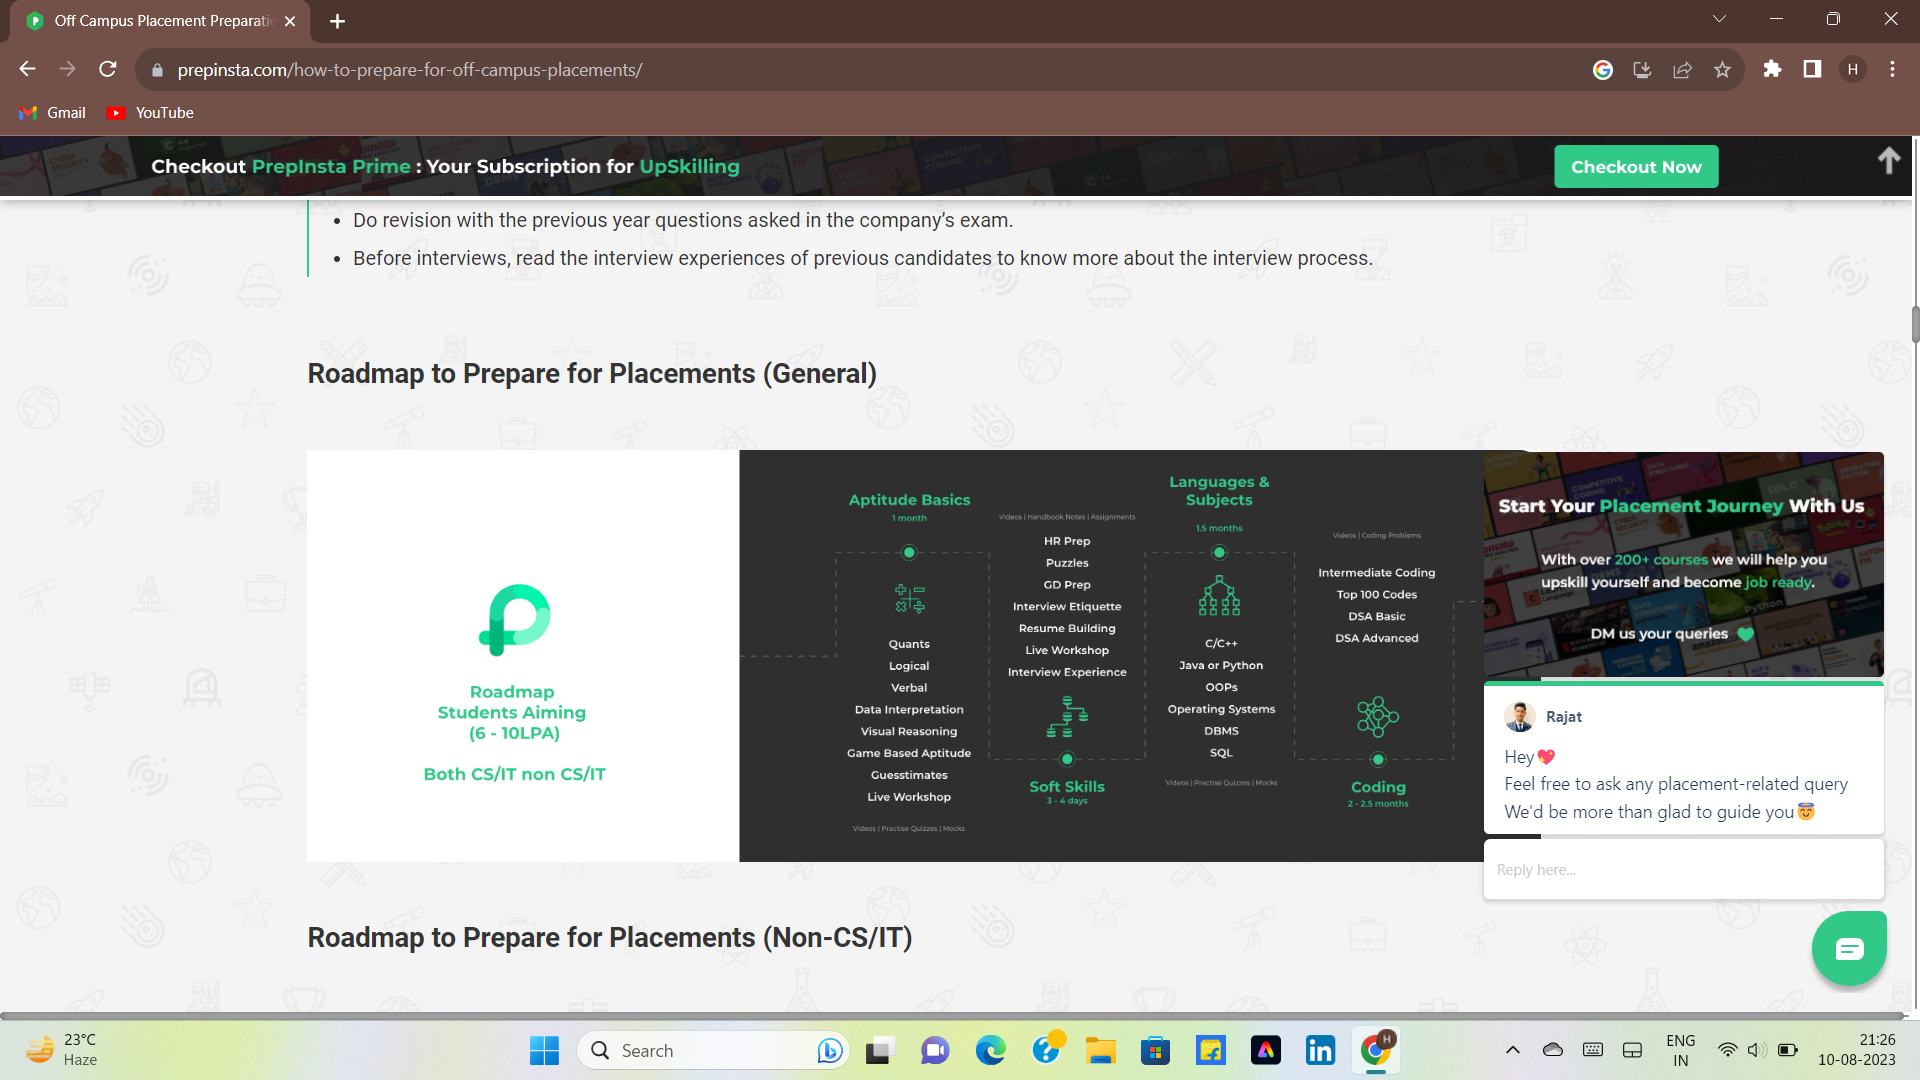 Off Campus Placement Preparatic
prepinsta.com/how-to-prepare-for-off-campus-placements/
H
Gmail
YouTube
Checkout PrepInsta Prime : Your Subscription for UpSkilling
Checkout Now
Do revision with the previous year questions asked in the company’s exam.
Before interviews, read the interview experiences of previous candidates to know more about the interview process.
Roadmap to Prepare for Placements (General)
Roadmap
Students Aiming
(6 - 10LPA)
Both CS/IT non CS/IT
Aptitude Basics
1 month
Quants
Logical
Verbal
Data Interpretation
Visual Reasoning
Game Based Aptitude
Guesstimates
Live Workshop
Videos | Practise Quizzes | Mocks
Videos | Handbook Notes | Assignments
HR Prep
Puzzles
GD Prep
Interview Etiquette
Resume Building
Live Workshop
Interview Experience
Soft Skills
3 - 4 days
Languages &
Subjects
1.5 months
C/C++
Java or Python
OOPs
Operating Systems
DBMS
SQL
Videos | Practise Quizzes | Mocks
Videos | Coding Problems
Intermediate Coding
Top 100 Codes
DSA Basic
DSA Advanced
Coding
2 - 2.5 months
Start Your Placement Journey With Us
With over 200+ courses we will help you
upskill yourself and become job ready.
DM us your queries
Rajat
Hey💖
Feel free to ask any placement-related query
We'd be more than glad to guide you😇
Reply here...
Roadmap to Prepare for Placements (Non-CS/IT)
23°C
Haze
Search
H
ENG
IN
21:26
10-08-2023